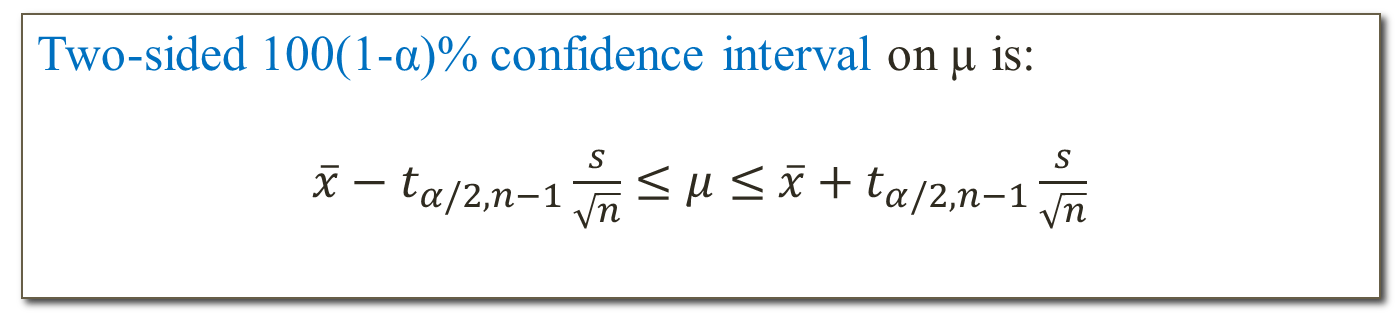 Two-sided 100(1-α)% confidence interval on μ is:
x̄ − t_{α/2,n−1} s/√n ≤ μ ≤ x̄ + t_{α/2,n−1} s/√n